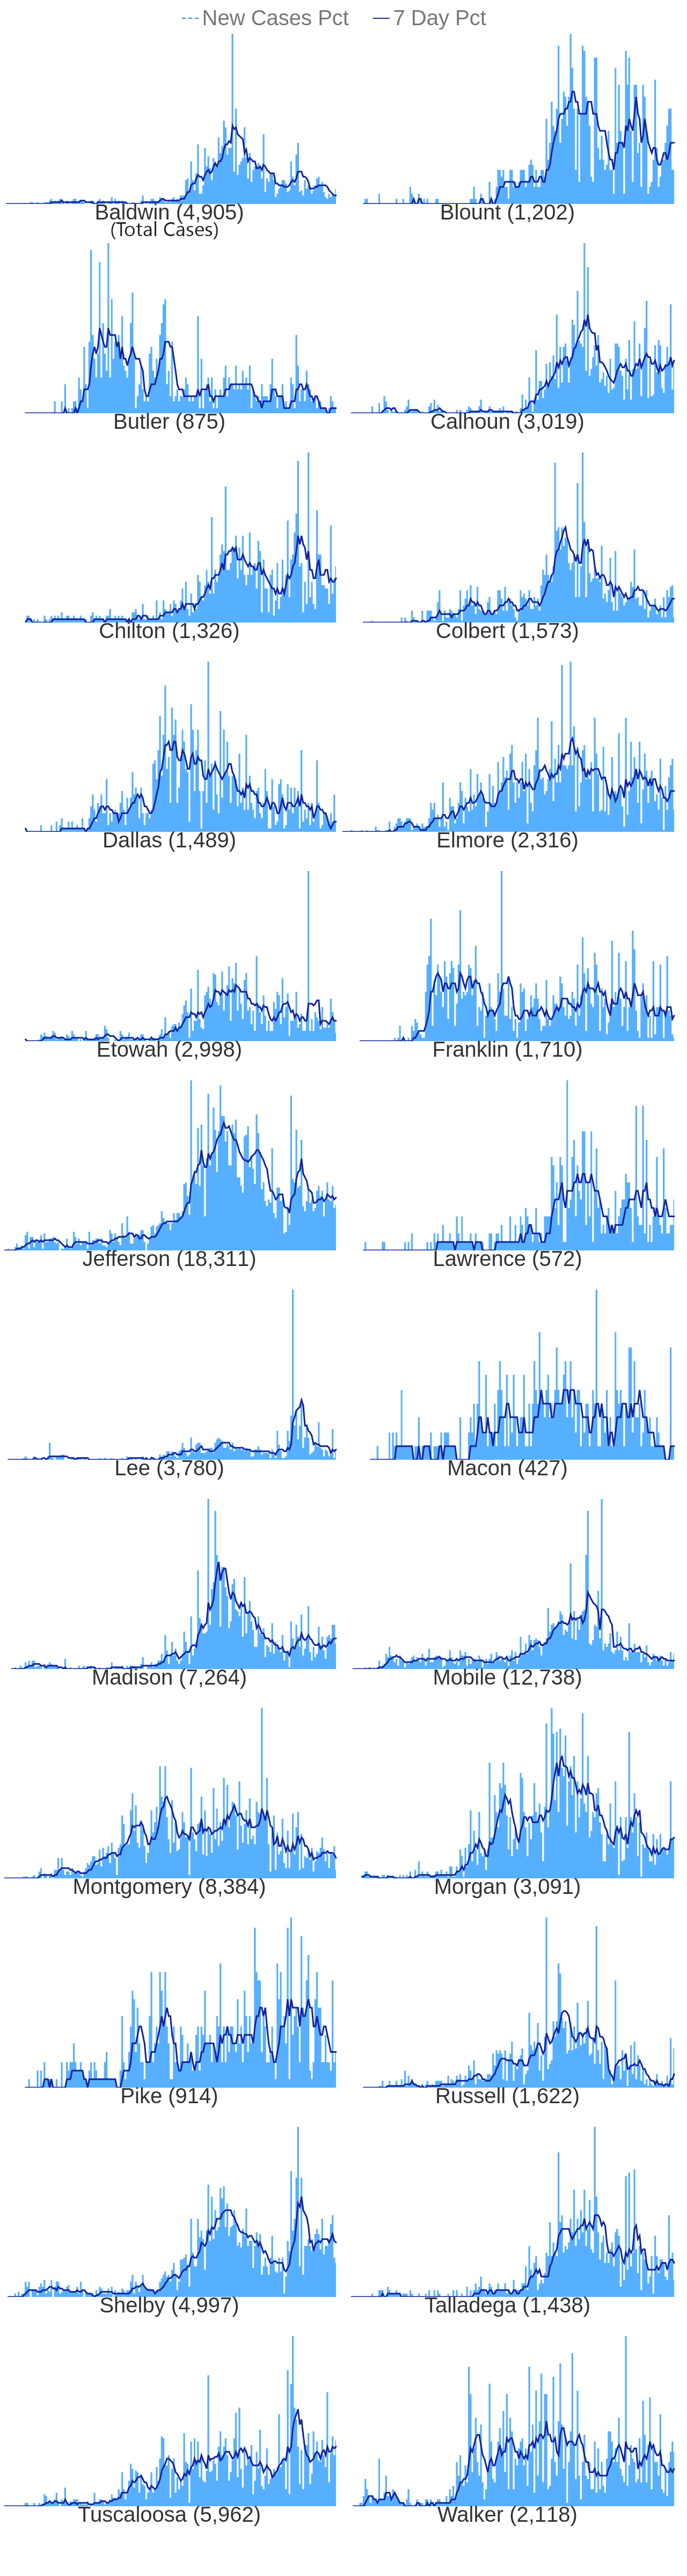 New Cases Pct 7 Day Pct
Baldwin (4,905) Blount (1,202)
(Total Cases)
Butler (875) Calhoun (3,019)
Chilton (1,326) Colbert (1,573)
Dallas (1,489) Elmore (2,316)
Etowah (2,998) Franklin (1,710)
Jefferson (18,311) Lawrence (572)
Lee (3,780) Macon (427)
Madison (7,264) Mobile (12,738)
Montgomery (8,384) Morgan (3,091)
Pike (914) Russell (1,622)
Shelby (4,997) Talladega (1,438)
Tuscaloosa (5,962) Walker (2,118)